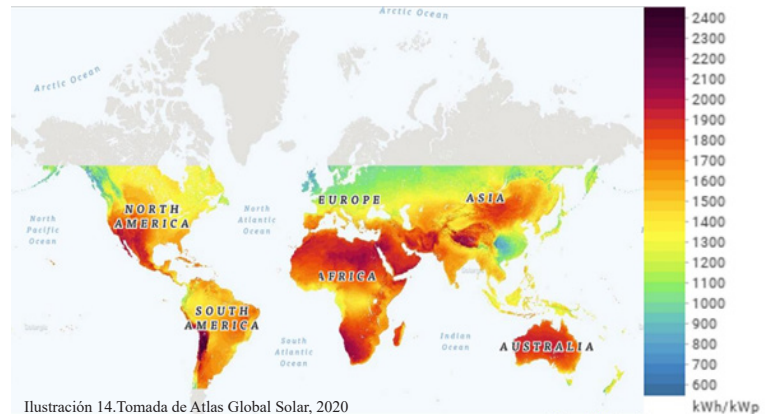 Arctic Ocean
Arctic Ocean
NORTH
AMERICA
North
Pacific
Ocean
North
Atlantic
Ocean
EUROPE
ASIA
AFRICA
SOUTH
AMERICA
South
Atlantic
Ocean
Indian
Ocean
AUSTRALIA
2400
2300
2200
2100
2000
1900
1800
1700
1600
1500
1400
1300
1200
1100
1000
900
800
700
600
kWh/kWp
Ilustración 14.Tomada de Atlas Global Solar, 2020